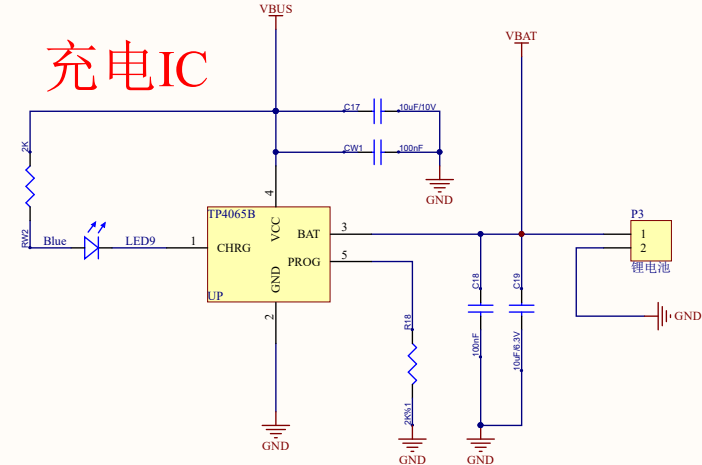 VBUS
充电IC
VBAT
C17
10uF/10V
2K
CW1
100nF
GND
4
TP4065B
VCC
P3
RW2
Blue
LED9
1
CHRG
BAT
3
1
2
PROG
5
锂电池
GND
UP
2
C18
C19
R18
GND
100nF
10uF/6.3V
2K%1
GND
GND
GND